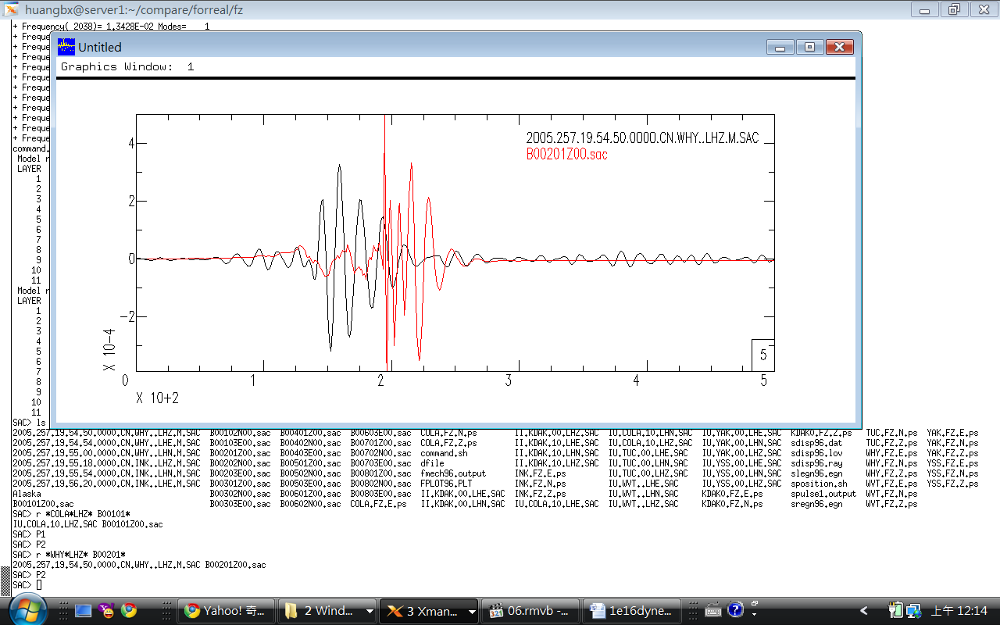 huangbx@server1:~/compare/forreal/fz
+ Frequency( 2038)= 1.3428E-02 Modes=    1
+ Freque
+ Freque
+ Freque
+ Freque
+ Freque
+ Freque
+ Freque
+ Freque
+ Freque
+ Freque
+ Freque
command.
Model r
LAYER
1
2
3
4
5
6
7
8
9
10
11
Model r
LAYER
1
2
3
4
5
6
7
8
9
10
11
Untitled
Graphics Window:  1
2005.257.19.54.50.0000.CN.WHY..LHZ.M.SAC
B00201Z00.sac
4
2
0
-2
X 10-4
5
0 1 2 3 4 5
X 10+2
SAC> ls
2005.257.19.54.50.0000.CN.WHY..LHZ.M.SAC B00102N00.sac B00401Z00.sac B00603E00.sac COLA.FZ.N.ps II.KDAK.00.LHZ.SAC IU.COLA.10.LHN.SAC IU.YAK.00.LHE.SAC KDAKO.FZ.Z.ps TUC.FZ.N.ps YAK.FZ.E.ps
2005.257.19.54.54.0000.CN.WHY..LHE.M.SAC B00103E00.sac B00402N00.sac B00701Z00.sac COLA.FZ.Z.ps II.KDAK.10.LHE.SAC IU.COLA.10.LHZ.SAC IU.YAK.00.LHN.SAC sdisp96.dat TUC.FZ.Z.ps YAK.FZ.N.ps
2005.257.19.55.00.0000.CN.WHY..LHN.M.SAC B00201Z00.sac B00403E00.sac B00702N00.sac command.sh II.KDAK.10.LHN.SAC IU.TUC.00.LHE.SAC IU.YAK.00.LHZ.SAC sdisp96.lov WHY.FZ.E.ps YAK.FZ.Z.ps
2005.257.19.55.18.0000.CN.INK..LHZ.M.SAC B00202N00.sac B00501Z00.sac B00703E00.sac dfile II.KDAK.10.LHZ.SAC IU.TUC.00.LHN.SAC IU.YSS.00.LHE.SAC sdisp96.ray WHY.FZ.N.ps YSS.FZ.E.ps
2005.257.19.55.54.0000.CN.INK..LHN.M.SAC B00203E00.sac B00502N00.sac B00801Z00.sac fmech96.output INK.FZ.E.ps IU.TUC.00.LHZ.SAC IU.YSS.00.LHN.SAC slegn96.egn WHY.FZ.Z.ps YSS.FZ.N.ps
2005.257.19.56.20.0000.CN.INK..LHE.M.SAC B00301Z00.sac B00503E00.sac B00802N00.sac FPLOT96.PLT INK.FZ.N.ps IU.WVT..LHE.SAC IU.YSS.00.LHZ.SAC sposition.sh WVT.FZ.E.ps YSS.FZ.Z.ps
Alaska B00302N00.sac B00601Z00.sac B00803E00.sac II.KDAK.00.LHE.SAC INK.FZ.Z.ps IU.WVT..LHN.SAC KDAKO.FZ.E.ps spulse1.output WVT.FZ.N.ps
B00101Z00.sac B00303E00.sac B00602N00.sac COLA.FZ.E.ps II.KDAK.00.LHN.SAC IU.COLA.10.LHE.SAC IU.WVT..LHZ.SAC KDAKO.FZ.N.ps sregn96.egn WVT.FZ.Z.ps
SAC> r *COLA*LHZ* B00101*
IU.COLA.10.LHZ.SAC B00101Z00.sac
SAC> P1
SAC> P2
SAC> r *WHY*LHZ* B00201*
2005.257.19.54.50.0000.CN.WHY..LHZ.M.SAC B00201Z00.sac
SAC> P2
SAC>
Yahoo! 奇... 2 Wind... 3 Xman... 06.rmvb -... 1e16dyne... 上午 12:14